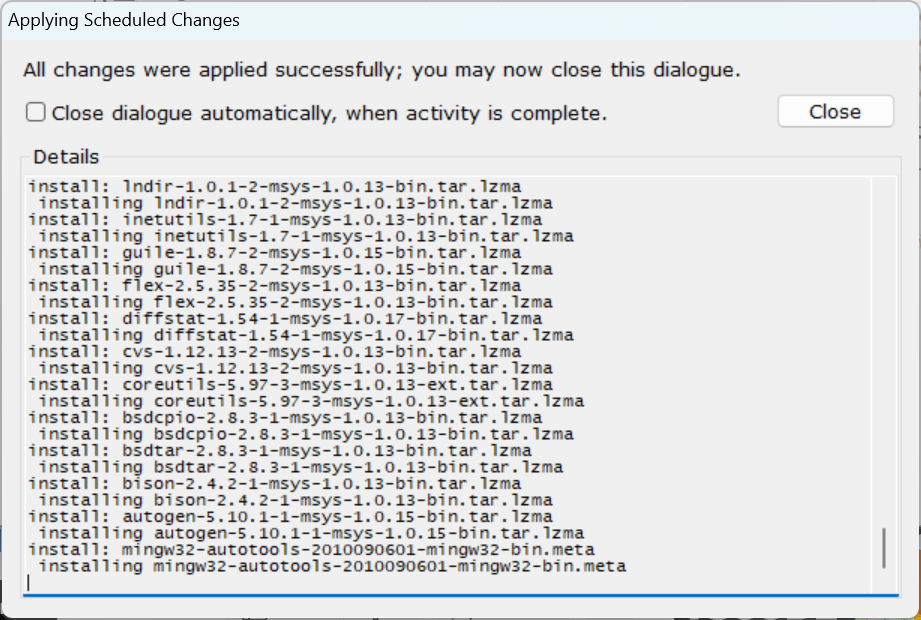 Applying Scheduled Changes
All changes were applied successfully; you may now close this dialogue.
Close dialogue automatically, when activity is complete.
Close
Details
install: lndir-1.0.1-2-msys-1.0.13-bin.tar.lzma
installing lndir-1.0.1-2-msys-1.0.13-bin.tar.lzma
install: inetutils-1.7-1-msys-1.0.13-bin.tar.lzma
installing inetutils-1.7-1-msys-1.0.13-bin.tar.lzma
install: guile-1.8.7-2-msys-1.0.15-bin.tar.lzma
installing guile-1.8.7-2-msys-1.0.15-bin.tar.lzma
install: flex-2.5.35-2-msys-1.0.13-bin.tar.lzma
installing flex-2.5.35-2-msys-1.0.13-bin.tar.lzma
install: diffstat-1.54-1-msys-1.0.17-bin.tar.lzma
installing diffstat-1.54-1-msys-1.0.17-bin.tar.lzma
install: cvs-1.12.13-2-msys-1.0.13-bin.tar.lzma
installing cvs-1.12.13-2-msys-1.0.13-bin.tar.lzma
install: coreutils-5.97-3-msys-1.0.13-ext.tar.lzma
installing coreutils-5.97-3-msys-1.0.13-ext.tar.lzma
install: bsdcpio-2.8.3-1-msys-1.0.13-bin.tar.lzma
installing bsdcpio-2.8.3-1-msys-1.0.13-bin.tar.lzma
install: bsdtar-2.8.3-1-msys-1.0.13-bin.tar.lzma
installing bsdtar-2.8.3-1-msys-1.0.13-bin.tar.lzma
install: bison-2.4.2-1-msys-1.0.13-bin.tar.lzma
installing bison-2.4.2-1-msys-1.0.13-bin.tar.lzma
install: autogen-5.10.1-1-msys-1.0.15-bin.tar.lzma
installing autogen-5.10.1-1-msys-1.0.15-bin.tar.lzma
install: mingw32-autotools-2010090601-mingw32-bin.meta
installing mingw32-autotools-2010090601-mingw32-bin.meta